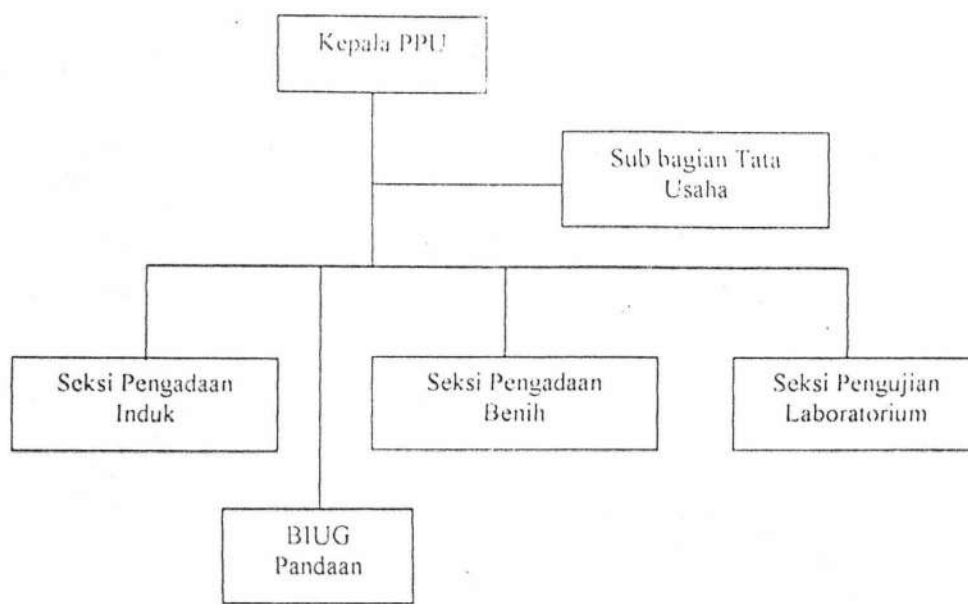 Kepala PPU
Sub bagian Tata
Usaha
Seksi Pengadaan
Induk
Seksi Pengadaan
Benih
Seksi Pengujian
Laboratorium
BIUG
Pandaan